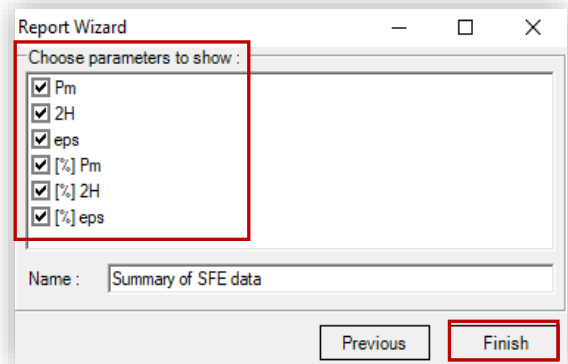 Report Wizard
Choose parameters to show :
Pm
2H
eps
[%] Pm
[%] 2H
[%] eps
Name : Summary of SFE data
Previous Finish